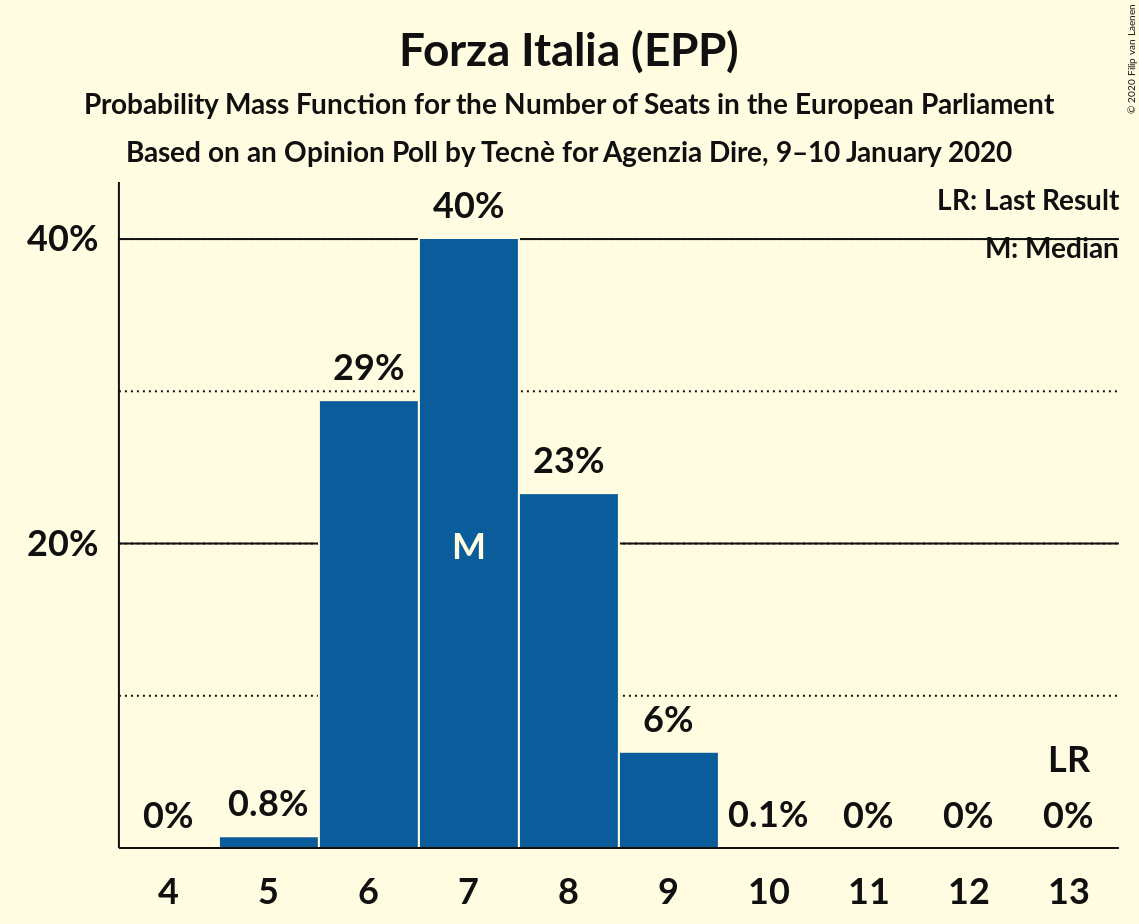 Forza Italia (EPP)
Probability Mass Function for the Number of Seats in the European Parliament
Based on an Opinion Poll by Tecnè for Agenzia Dire, 9–10 January 2020
© 2020 Filip van Laenen
LR: Last Result
M: Median
40%
20%
0%
0.8%
29%
40%
M
23%
6%
0.1%
0%
0%
LR
0%
4 5 6 7 8 9 10 11 12 13